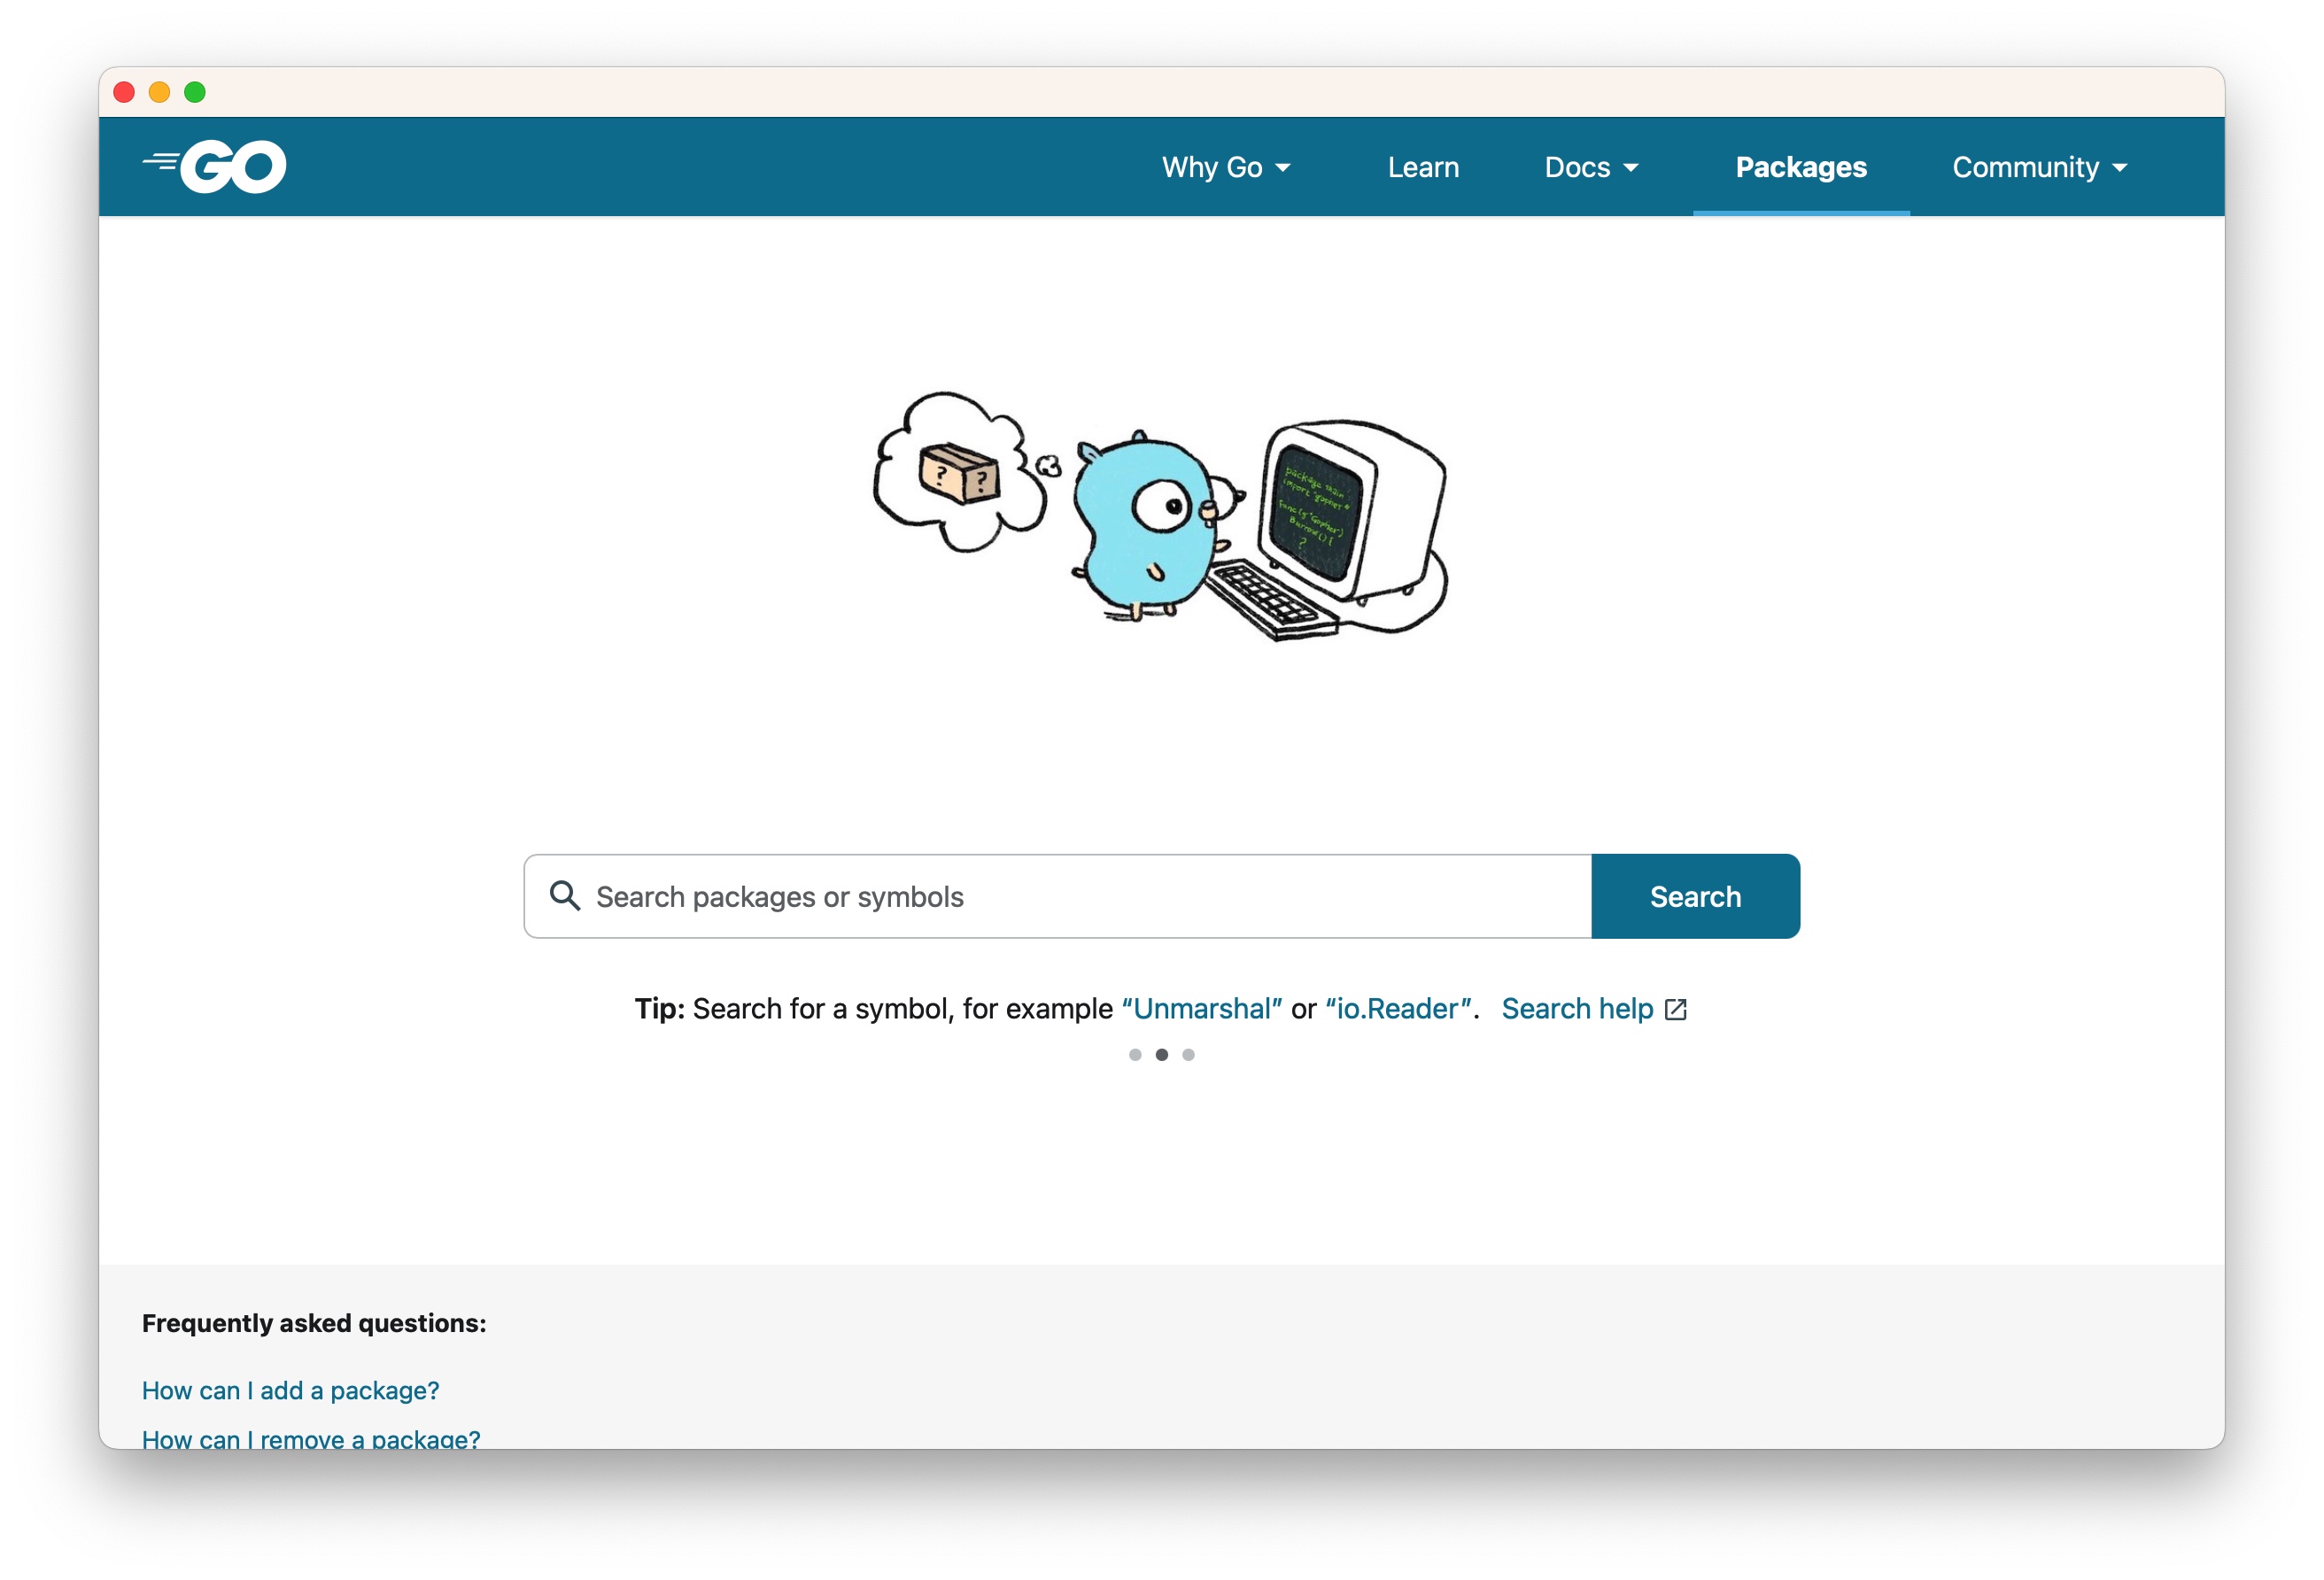 GO
Why Go
Learn
Docs
Packages
Community
? ?
package main
import "gopher"
func (g *Gopher)
Burrow() {
?
Search packages or symbols
Search
Tip: Search for a symbol, for example “Unmarshal” or “io.Reader”. Search help
Frequently asked questions:
How can I add a package?
How can I remove a package?